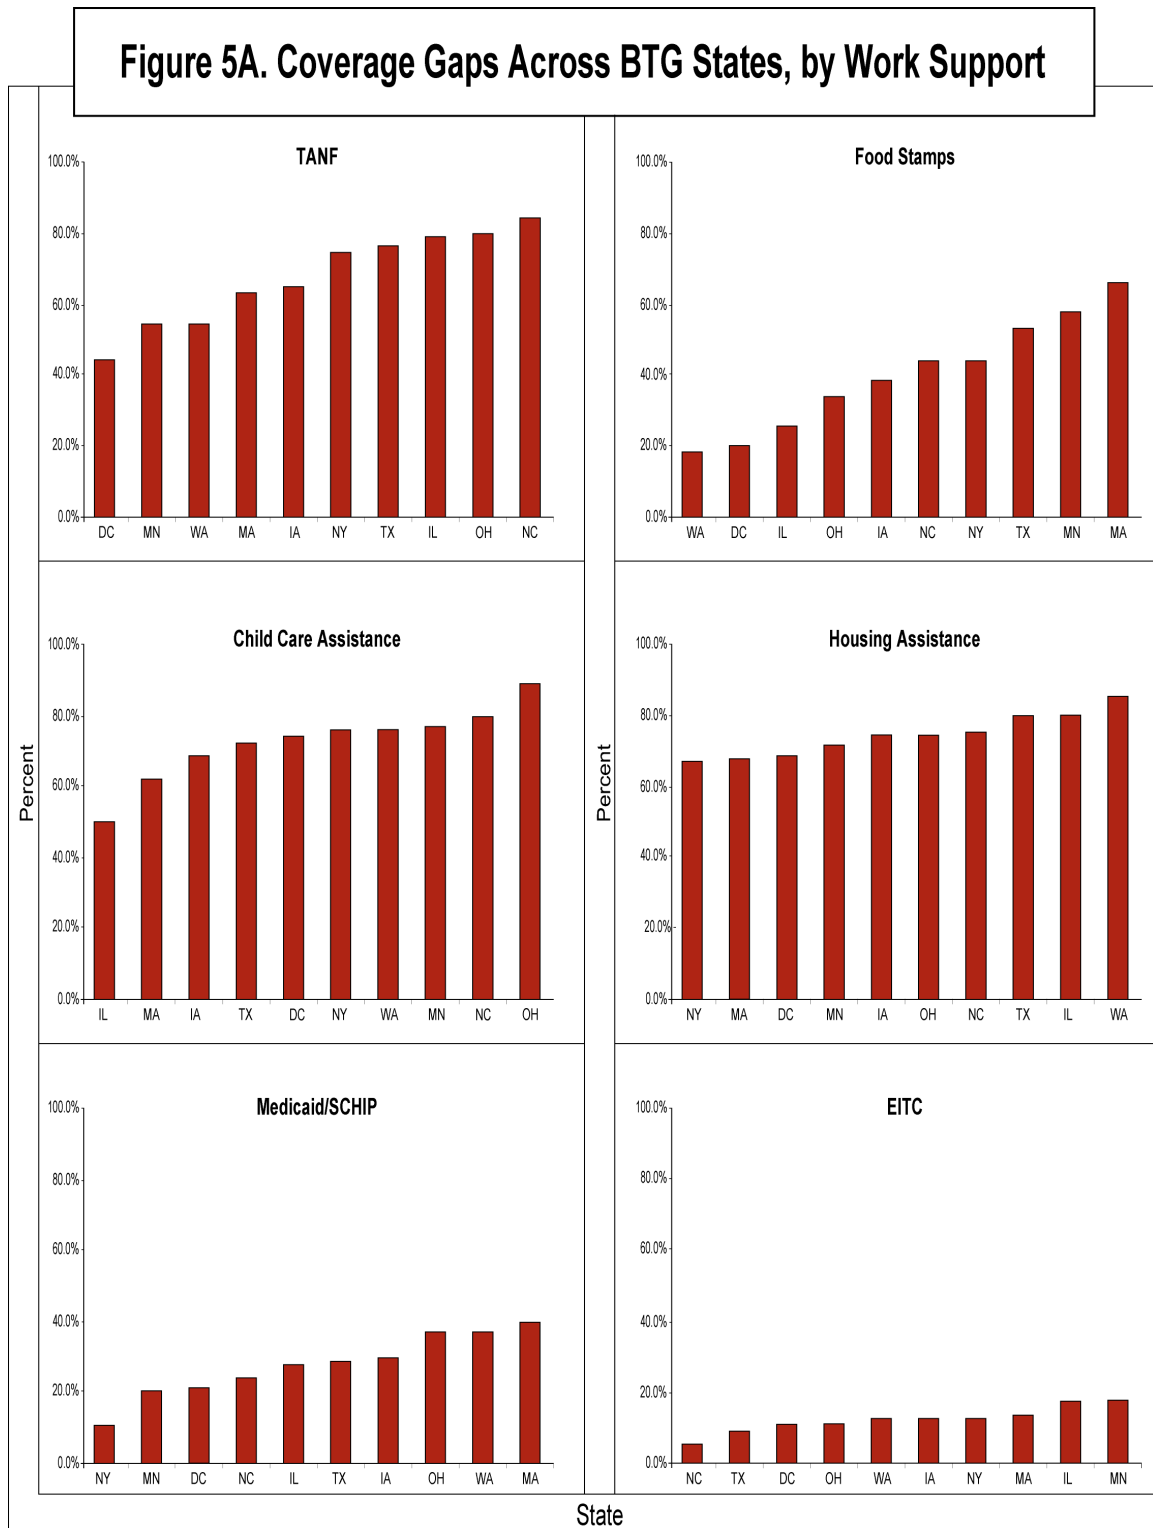 Figure 5A. Coverage Gaps Across BTG States, by Work Support
TANF
100.0%
80.0%
60.0%
40.0%
20.0%
0.0%
DC MN WA MA IA NY TX IL OH NC
Food Stamps
100.0%
80.0%
60.0%
40.0%
20.0%
0.0%
WA DC IL OH IA NC NY TX MN MA
Percent
Child Care Assistance
100.0%
80.0%
60.0%
40.0%
20.0%
0.0%
IL MA IA TX DC NY WA MN NC OH
Percent
Housing Assistance
100.0%
80.0%
60.0%
40.0%
20.0%
0.0%
NY MA DC MN IA OH NC TX IL WA
Medicaid/SCHIP
100.0%
80.0%
60.0%
40.0%
20.0%
0.0%
NY MN DC NC IL TX IA OH WA MA
EITC
100.0%
80.0%
60.0%
40.0%
20.0%
0.0%
NC TX DC OH WA IA NY MA IL MN
State